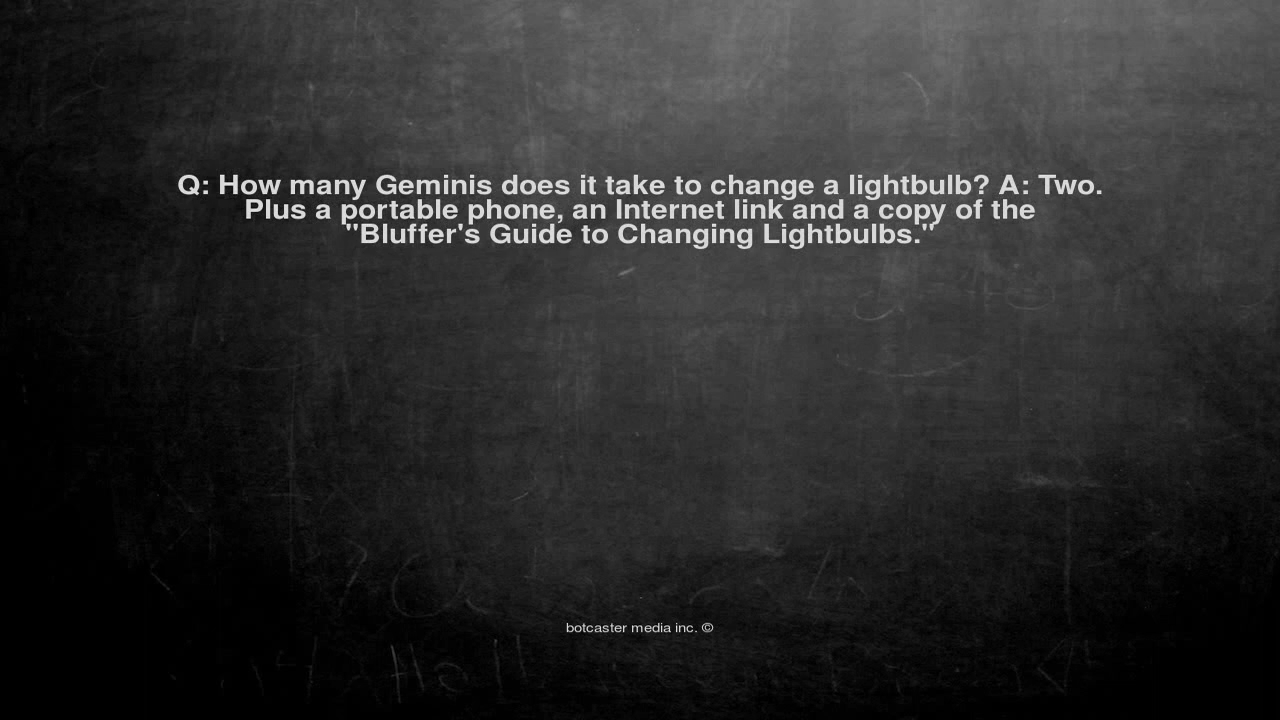 Q: How many Geminis does it take to change a lightbulb? A: Two.
Plus a portable phone, an Internet link and a copy of the
"Bluffer's Guide to Changing Lightbulbs."
botcaster media inc. ©